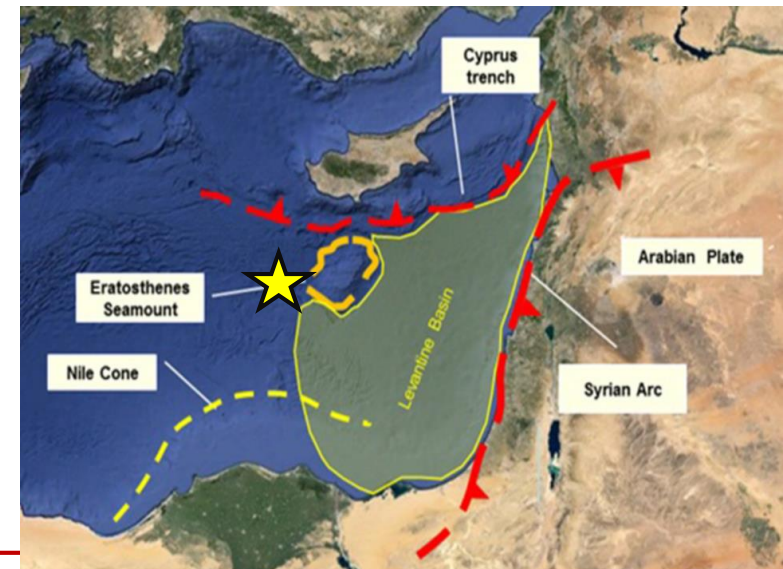 Cyprus
trench
Arabian Plate
Eratosthenes
Seamount
Levantine Basin
Nile Cone
Syrian Arc